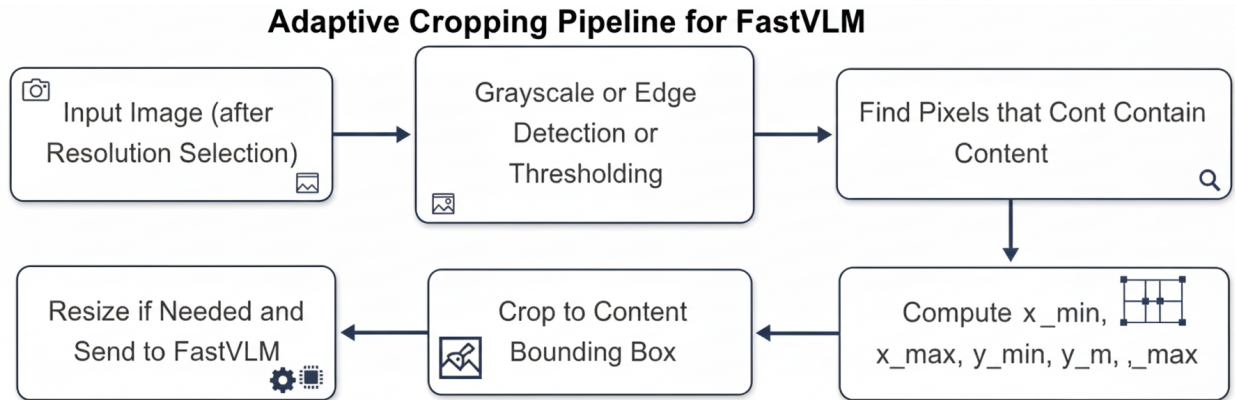 Adaptive Cropping Pipeline for FastVLM
Input Image (after
Resolution Selection)
Grayscale or Edge
Detection or
Thresholding
Find Pixels that Cont Contain
Content
Compute x_min,
x_max, y_min, y_m, ,_max
Crop to Content
Bounding Box
Resize if Needed and
Send to FastVLM